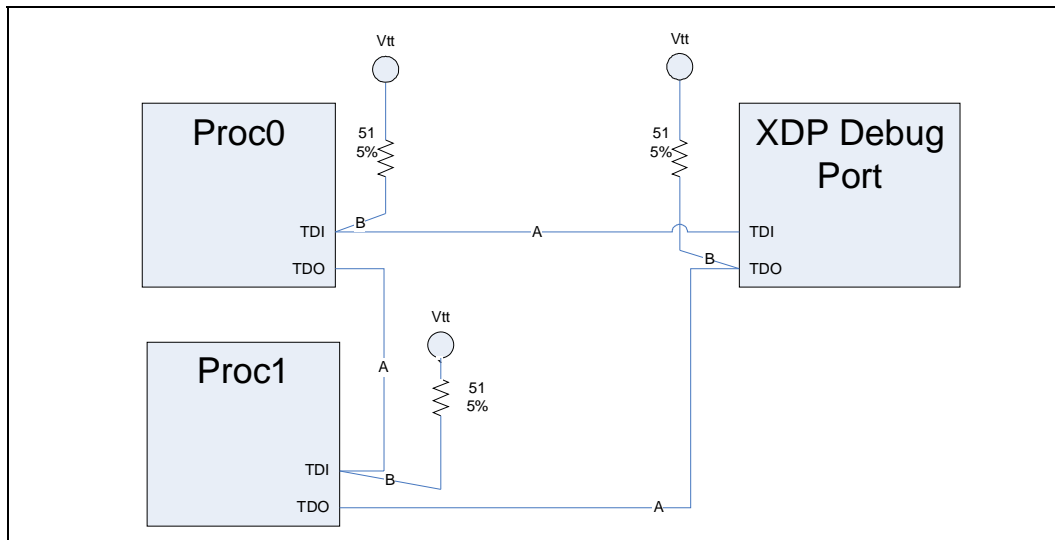 Vtt
Vtt
Proc0
51
5%
51
5%
XDP Debug
Port
B
TDI
A
TDI
TDO
B
TDO
Vtt
Proc1
A
51
5%
TDI
B
TDO
A